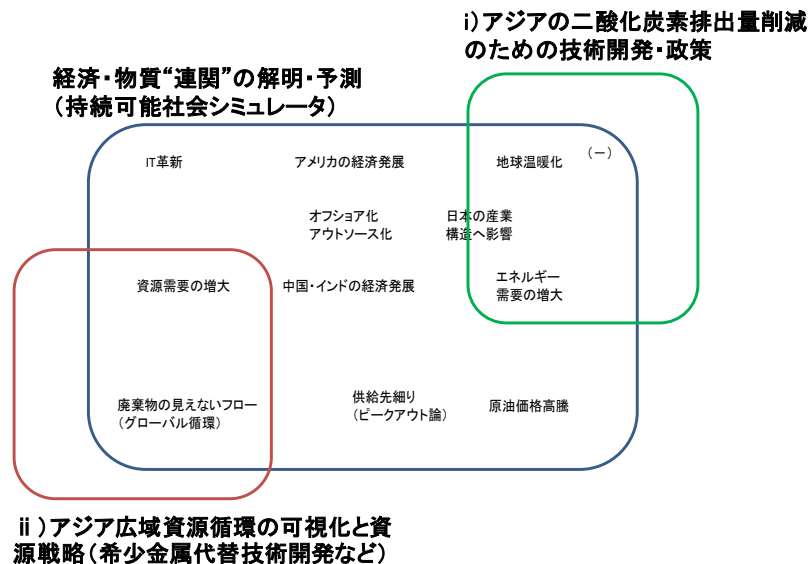 i)アジアの二酸化炭素排出量削減
のための技術開発・政策
経済・物質“連関”の解明・予測
（持続可能社会シミュレータ）
IT革新
アメリカの経済発展
地球温暖化
（－）
オフショア化
アウトソース化
日本の産業
構造へ影響
資源需要の増大
中国・インドの経済発展
エネルギー
需要の増大
廃棄物の見えないフロー
（グローバル循環）
供給先細り
（ピークアウト論）
原油価格高騰
ⅱ）アジア広域資源循環の可視化と資
源戦略（希少金属代替技術開発など）